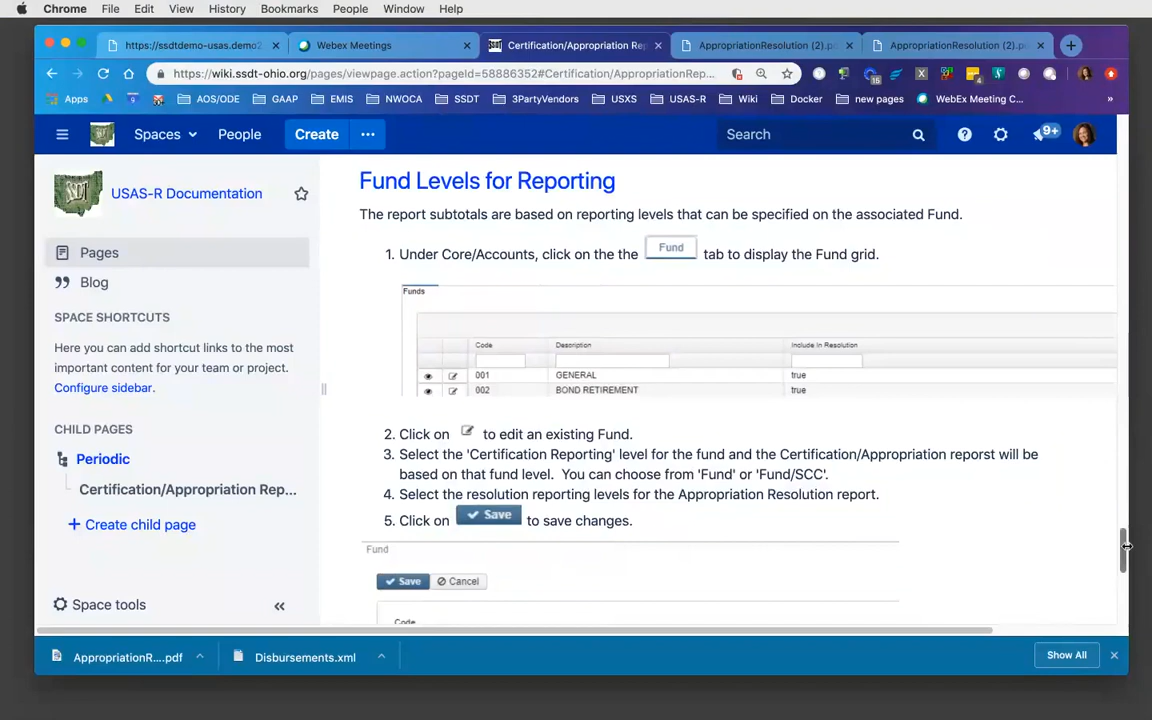 Chrome File Edit View History Bookmarks People Window Help
https://ssdtdemo-usas.demo2 Webex Meetings Certification/Appropriation Rep AppropriationResolution (2).p AppropriationResolution (2).p
https://wiki.ssdt-ohio.org/pages/viewpage.action?pageId=58886352#Certification/AppropriationRep... 15 4
Apps AOS/ODE GAAP EMIS NWOCA SSDT 3PartyVendors USXS USAS-R Wiki Docker new pages WebEx Meeting C... »
Spaces People Create ••• Search 9+
SSDT USAS-R Documentation
Pages
Blog
SPACE SHORTCUTS
Here you can add shortcut links to the most
important content for your team or project.
Configure sidebar.
CHILD PAGES
Periodic
Certification/Appropriation Rep...
+ Create child page
Space tools «
Fund Levels for Reporting
The report subtotals are based on reporting levels that can be specified on the associated Fund.
1. Under Core/Accounts, click on the the Fund tab to display the Fund grid.
Funds
Code Description Include In Resolution
001 GENERAL true
002 BOND RETIREMENT true
2. Click on to edit an existing Fund.
3. Select the 'Certification Reporting' level for the fund and the Certification/Appropriation reporst will be
based on that fund level. You can choose from 'Fund' or 'Fund/SCC'.
4. Select the resolution reporting levels for the Appropriation Resolution report.
5. Click on Save to save changes.
Fund
Save Cancel
Code
AppropriationR....pdf Disbursements.xml Show All